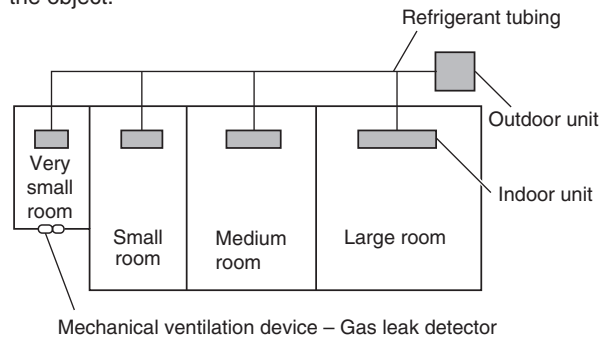 the object.
Refrigerant tubing
Outdoor unit
Indoor unit
Very
small
room
Small
room
Medium
room
Large room
Mechanical ventilation device – Gas leak detector